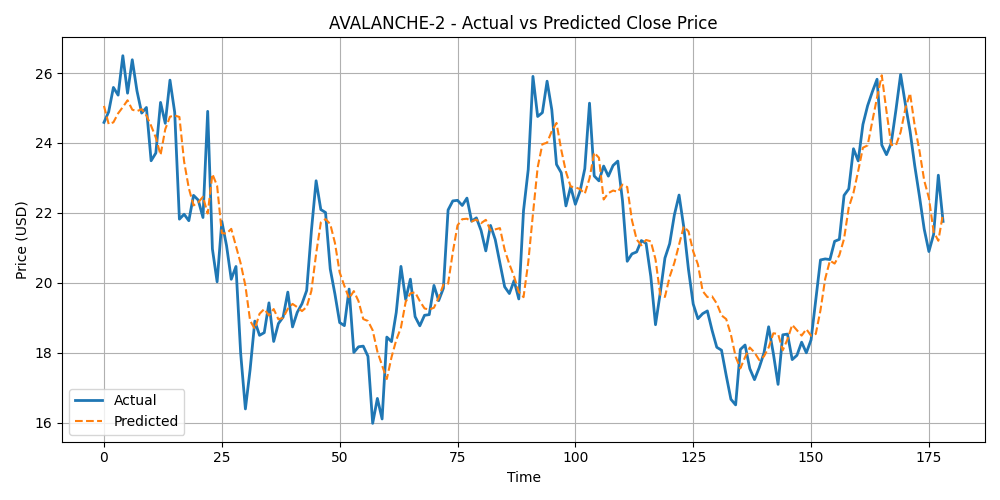 AVALANCHE-2 - Actual vs Predicted Close Price
Price (USD)
26
24
22
20
18
16
Actual
Predicted
0 25 50 75 100 125 150 175
Time